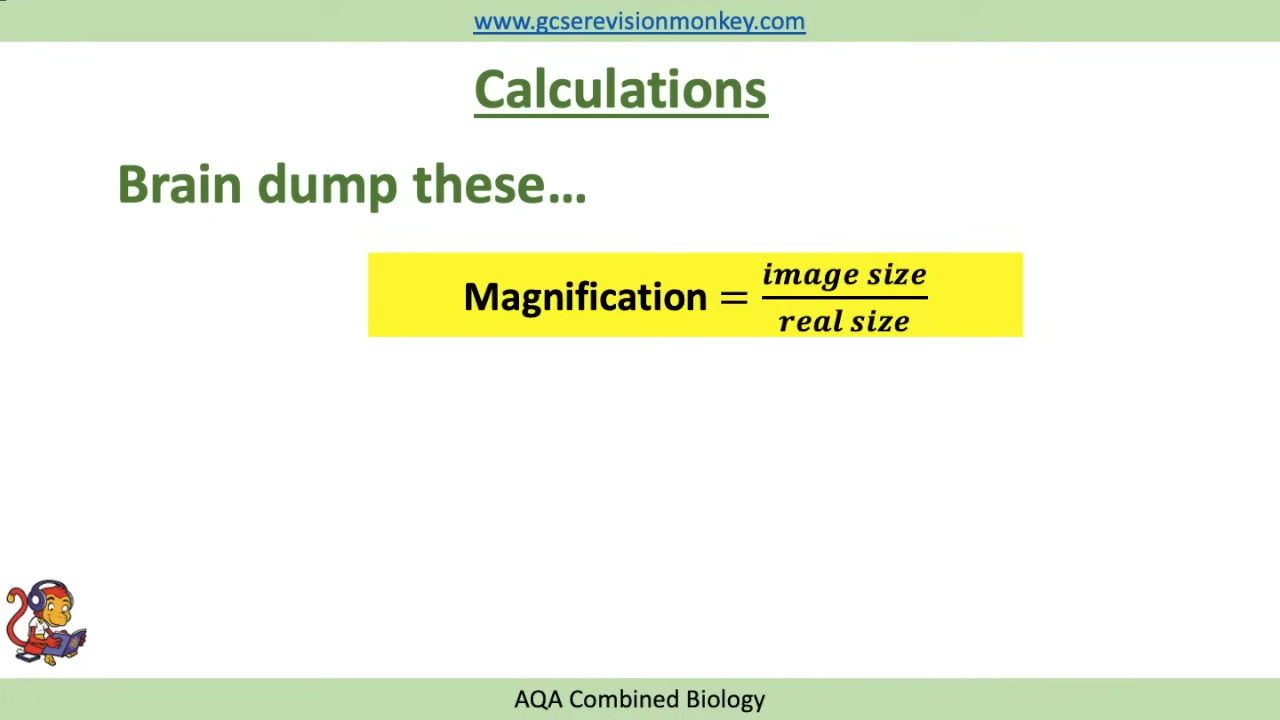 www.gcserevisionmonkey.com
Calculations
Brain dump these…
Magnification = image size / real size
AQA Combined Biology